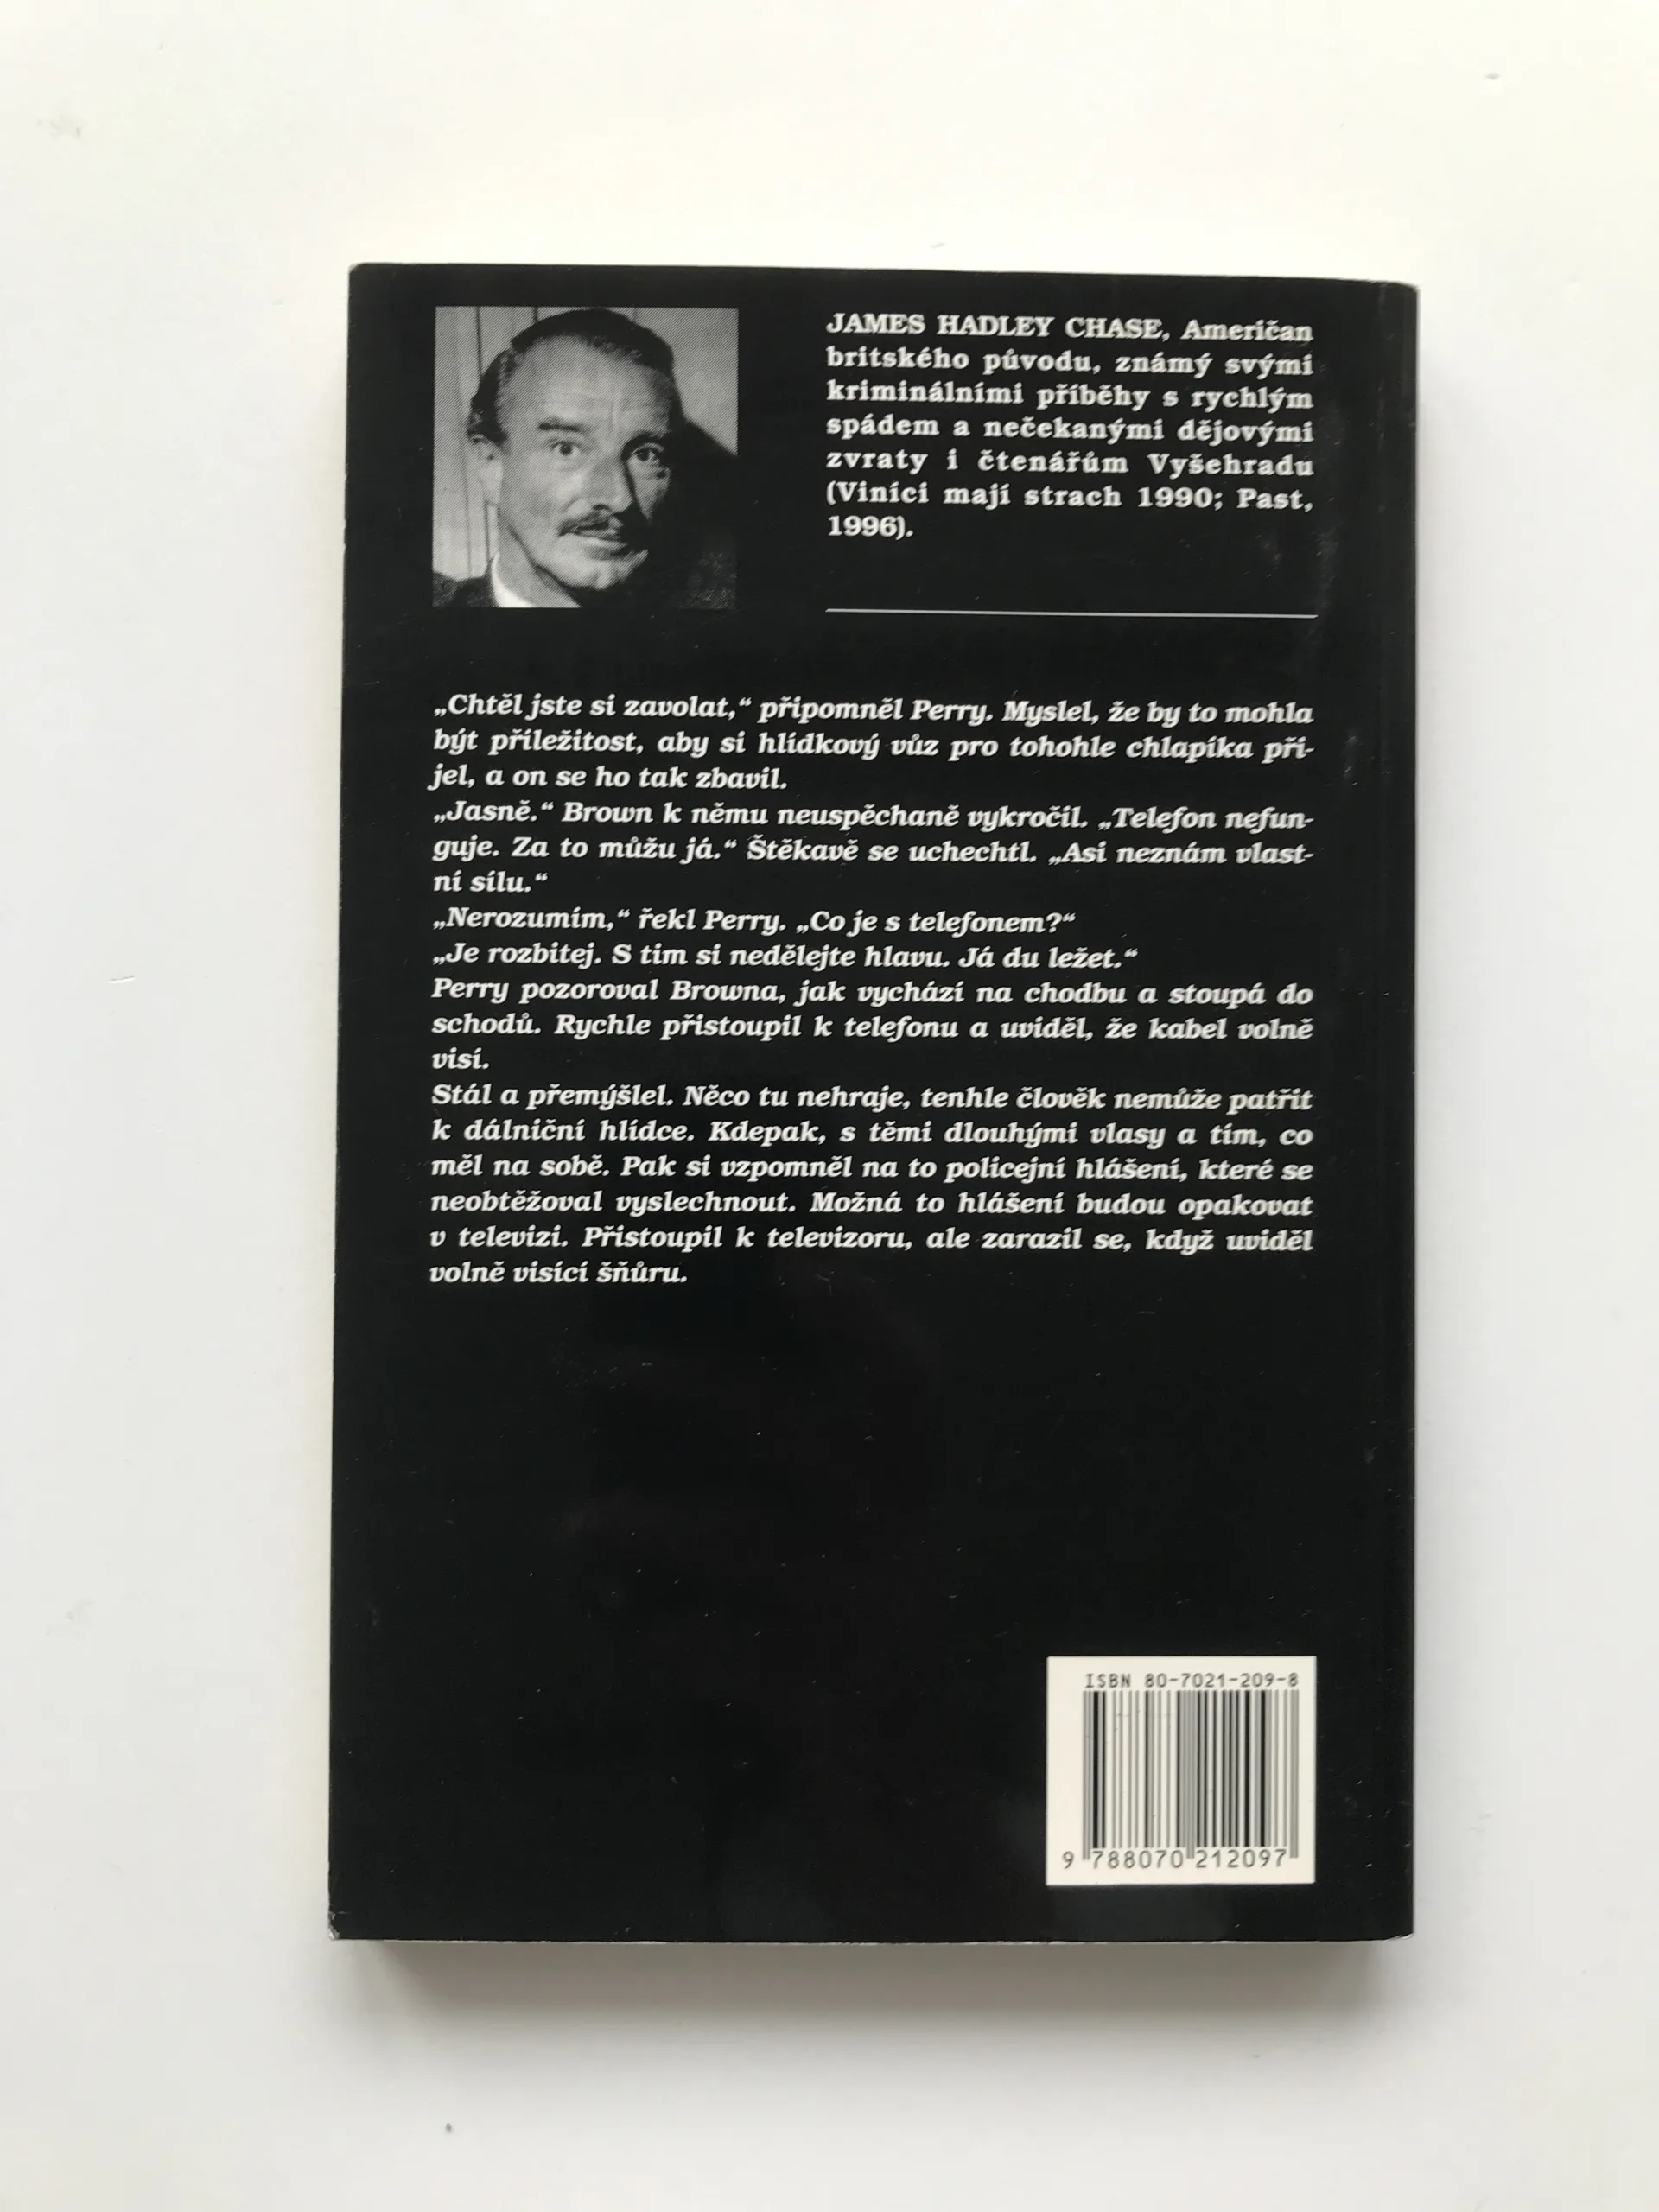 JAMES HADLEY CHASE, Američan
britského původu, známý svými
kriminálními příběhy s rychlým
spádem a nečekanými dějovými
zvraty i čtenářům Vyšehradu
(Viníci mají strach 1990; Past,
1996).
„Chtěl jste si zavolat,“ připomněl Perry. Myslel, že by to mohla
být příležitost, aby si hlídkový vůz pro tohohle chlapíka při-
jel, a on se ho tak zbavil.
„Jasně.“ Brown k němu neuspěchaně vykročil. „Telefon nefun-
guje. Za to můžu já.“ Štěkavě se uchechtl. „Asi neznám vlast-
ní sílu.“
„Nerozumím,“ řekl Perry. „Co je s telefonem?“
„Je rozbitej. S tim si nedělejte hlavu. Já du ležet.“
Perry pozoroval Browna, jak vychází na chodbu a stoupá do
schodů. Rychle přistoupil k telefonu a uviděl, že kabel volně
visí.
Stál a přemýšlel. Něco tu nehraje, tenhle člověk nemůže patřit
k dálniční hlídce. Kdepak, s těmi dlouhými vlasy a tím, co
měl na sobě. Pak si vzpomněl na to policejní hlášení, které se
neobtěžoval vyslechnout. Možná to hlášení budou opakovat
v televizi. Přistoupil k televizoru, ale zarazil se, když uviděl
volně visící šňůru.
ISBN 80-7021-209-8
9 788070 212097